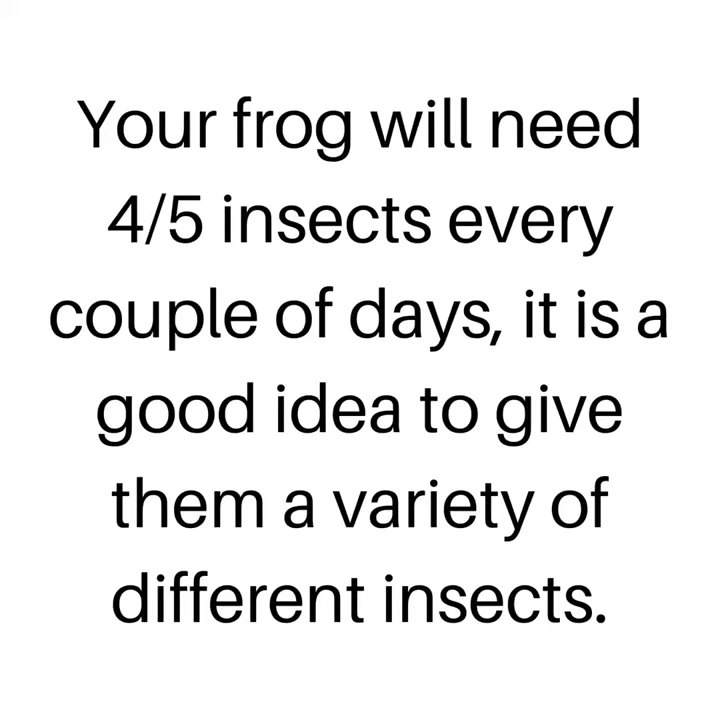 Your frog will need
4/5 insects every
couple of days, it is a
good idea to give
them a variety of
different insects.